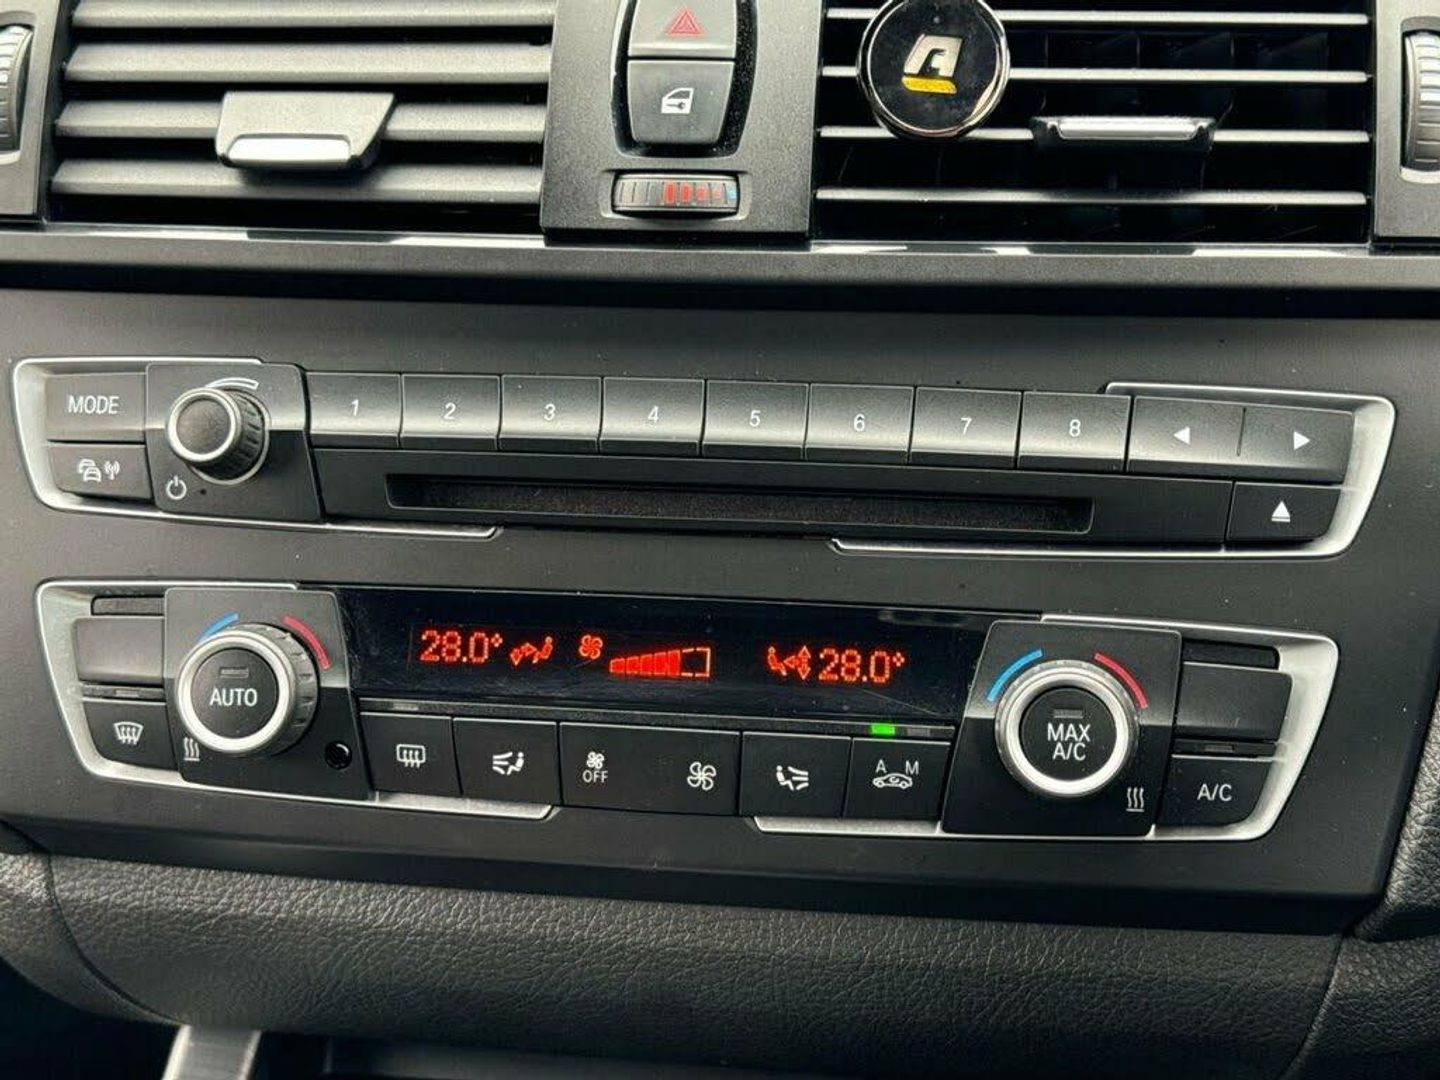 A
MODE
1 2 3 4 5 6 7 8
28.0° 28.0°
AUTO
OFF
A M
MAX
A/C
A/C